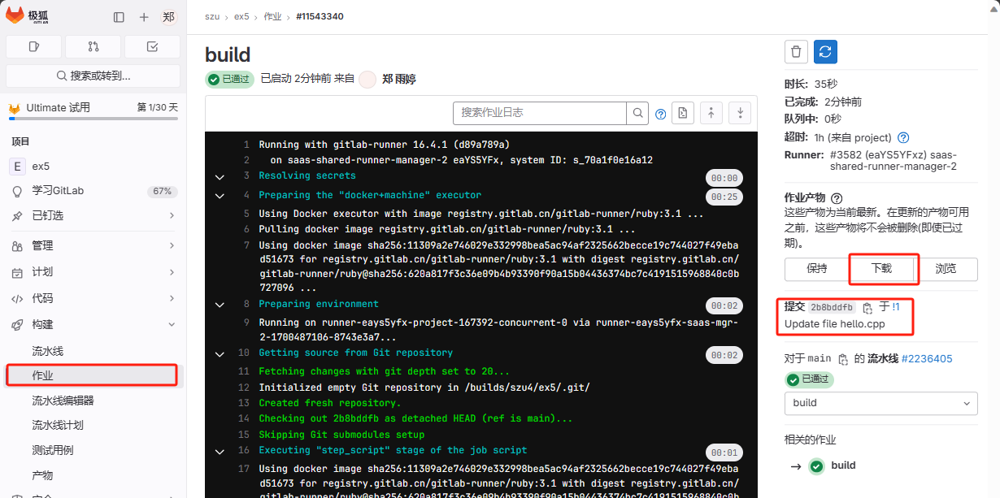 极狐
GITLAB
郑
搜索或转到...
Ultimate 试用
第 1/30 天
项目
E ex5
学习GitLab
67%
已钉选
管理
计划
代码
构建
流水线
作业
流水线编辑器
流水线计划
测试用例
产物
szu › ex5 › 作业 › #11543340
build
已通过 已启动 2分钟前 来自 郑 雨婷
搜索作业日志
1 Running with gitlab-runner 16.4.1 (d89a789a)
2 on saas-shared-runner-manager-2 eaYS5YFx, system ID: s_70a1f0e16a12
3 Resolving secrets 00:00
4 Preparing the "docker+machine" executor 00:25
5 Using Docker executor with image registry.gitlab.cn/gitlab-runner/ruby:3.1 ...
6 Pulling docker image registry.gitlab.cn/gitlab-runner/ruby:3.1 ...
7 Using docker image sha256:11309a2e746029e332998bea5ac94af2325662becce19c744027f49eba
d51673 for registry.gitlab.cn/gitlab-runner/ruby:3.1 with digest registry.gitlab.cn/
gitlab-runner/ruby@sha256:620a817f3c36e09b4b93390f90a15b04436374bc7c4191515968840c0b
727096 ...
8 Preparing environment 00:02
9 Running on runner-eays5yfx-project-167392-concurrent-0 via runner-eays5yfx-saas-mgr-
2-1700487106-8743e3a7...
10 Getting source from Git repository 00:02
11 Fetching changes with git depth set to 20...
12 Initialized empty Git repository in /builds/szu4/ex5/.git/
13 Created fresh repository.
14 Checking out 2b8bddfb as detached HEAD (ref is main)...
15 Skipping Git submodules setup
16 Executing "step_script" stage of the job script 00:01
17 Using docker image sha256:11309a2e746029e332998bea5ac94af2325662becce19c744027f49eba
d51673 for registry.gitlab.cn/gitlab-runner/ruby:3.1 with digest registry.gitlab.cn/
时长: 35秒
已完成: 2分钟前
队列中: 0秒
超时: 1h (来自 project)
Runner: #3582 (eaYS5YFxz) saas-
shared-runner-manager-2
作业产物
这些产物为当前最新。在更新的产物可用
之前，这些产物将不会被删除(即使已过
期)。
保持 下载 浏览
提交 2b8bddfb 于 !1
Update file hello.cpp
对于 main 的 流水线 #2236405
已通过
build
相关的作业
→ build